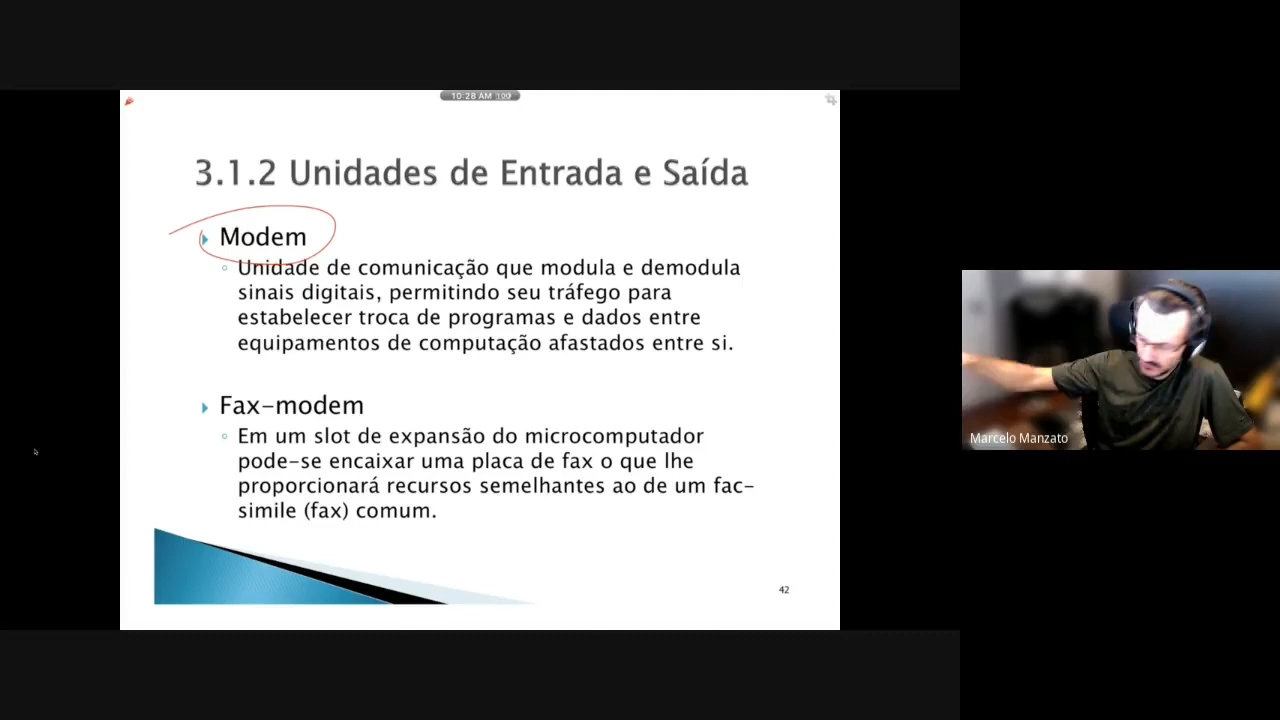 10:28 AM 100
3.1.2 Unidades de Entrada e Saída
Modem
Unidade de comunicação que modula e demodula
sinais digitais, permitindo seu tráfego para
estabelecer troca de programas e dados entre
equipamentos de computação afastados entre si.
Fax-modem
Em um slot de expansão do microcomputador
pode-se encaixar uma placa de fax o que lhe
proporcionará recursos semelhantes ao de um fac-
simile (fax) comum.
42
Marcelo Manzato